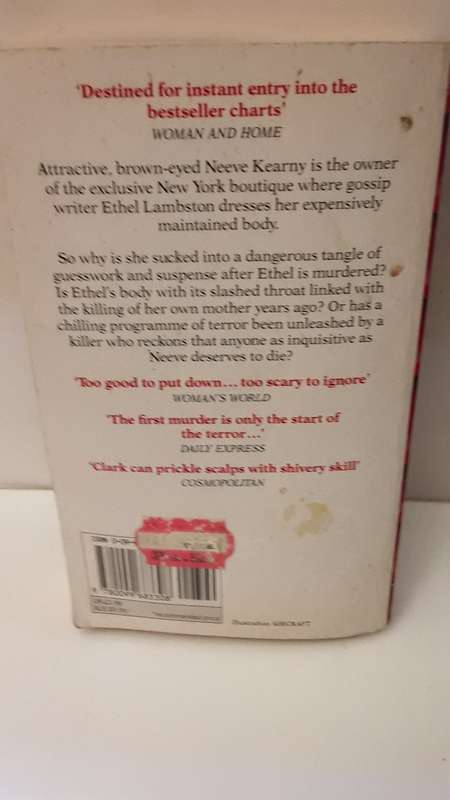 'Destined for instant entry into the
bestseller charts'
WOMAN AND HOME
Attractive, brown-eyed Neeve Kearny is the owner
of the exclusive New York boutique where gossip
writer Ethel Lambston dresses her expensively
maintained body.
So why is she sucked into a dangerous tangle of
guesswork and suspense after Ethel is murdered?
Is Ethel's body with its slashed throat linked with
the killing of her own mother years ago? Or has a
chilling programme of terror been unleashed by a
killer who reckons that anyone as inquisitive as
Neeve deserves to die?
'Too good to put down... too scary to ignore'
WOMAN'S WORLD
'The first murder is only the start of
the terror...'
DAILY EXPRESS
'Clark can prickle scalps with shivery skill'
COSMOPOLITAN
ISBN